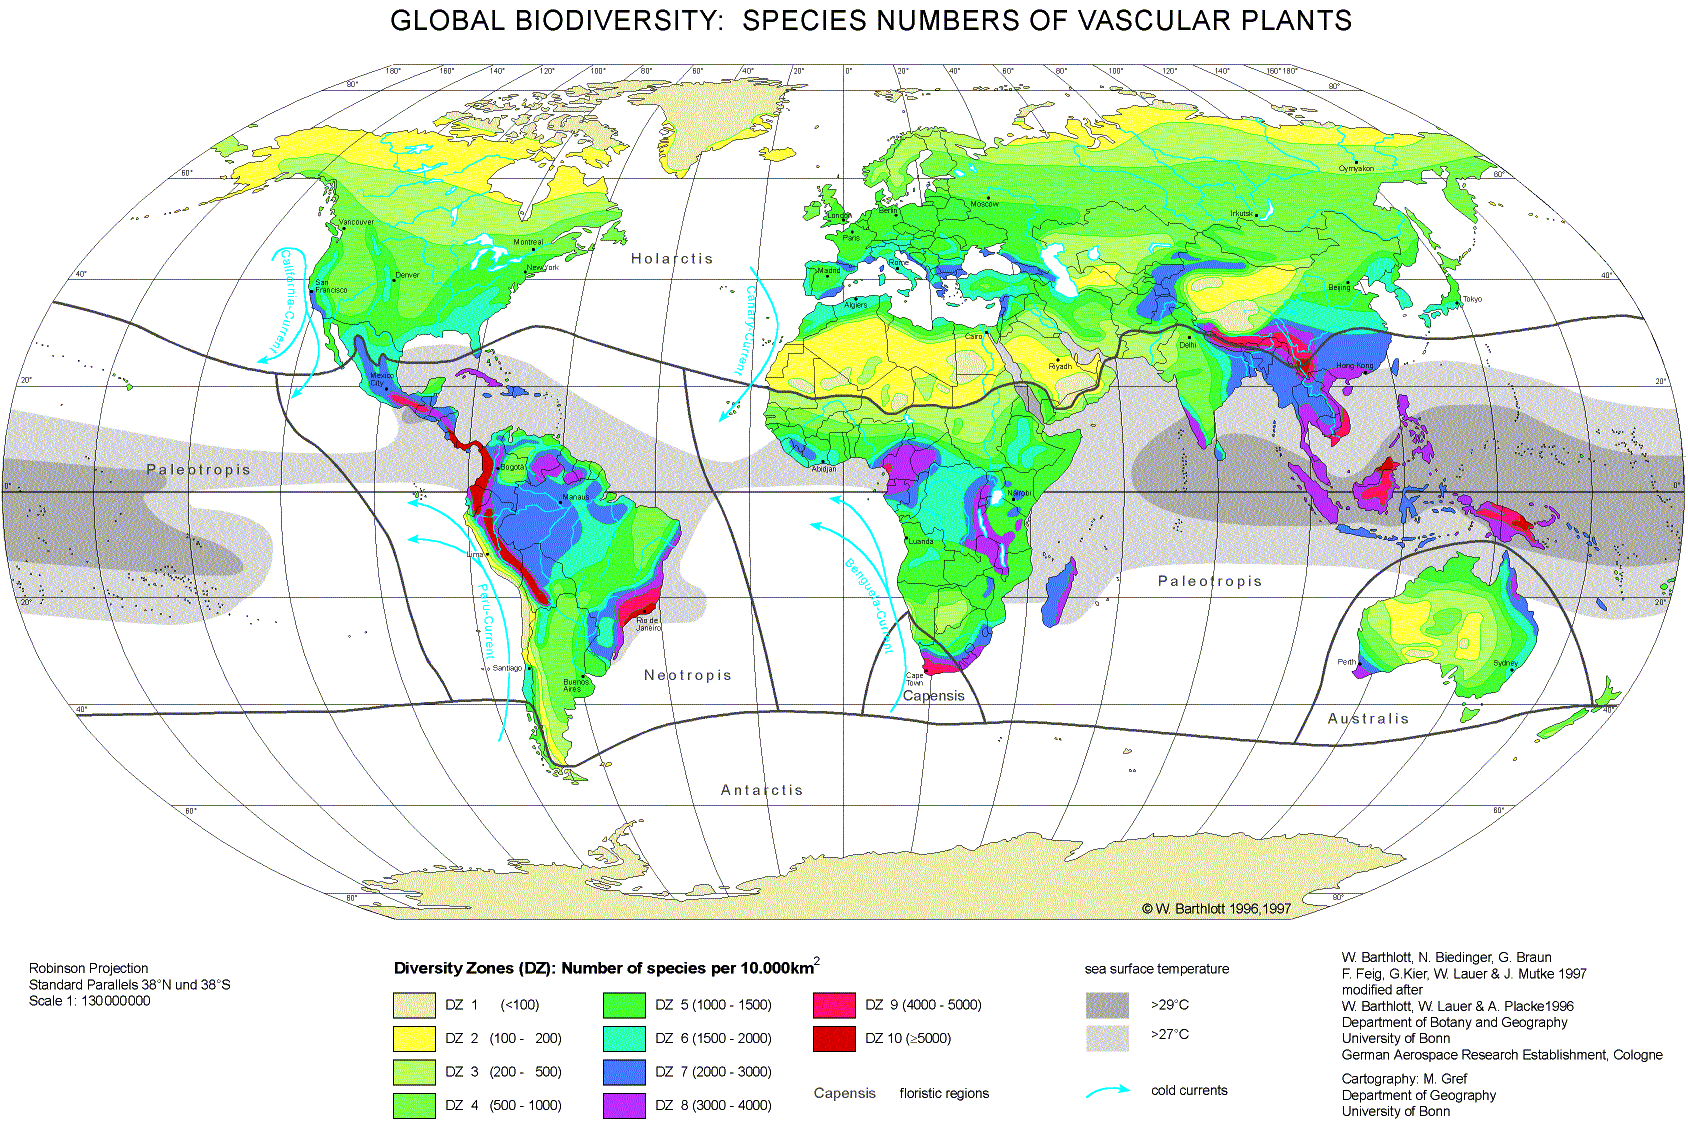 GLOBAL BIODIVERSITY: SPECIES NUMBERS OF VASCULAR PLANTS
180° 160° 140° 120° 100° 80° 60° 40° 20° 0° 20° 40° 60° 80° 100° 120° 140° 160° 180°
80° 80°
60° 60°
Oymyakon
Moscow
Irkutsk
London
Berlin
Paris
Vancouver
Montreal
New York
Denver
Holarctis
Madrid
Rome
40° 40°
San
Francisco
California-Current
Canary-Current
Algiers
Beijing
Tokyo
Cairo
Delhi
Riyadh
Hong Kong
Mexico
City
20° 20°
Paleotropis
Bogotá
Abidjan
Manaus
Nairobi
0° 0°
Luanda
Lima
Peru-Current
Benguela-Current
Paleotropis
20° 20°
Rio de
Janeiro
Santiago
Neotropis
Buenos
Aires
Cape
Town
Capensis
Perth
Sydney
Australis
40° 40°
Antarctis
60° 60°
80° 80°
© W. Barthlott 1996,1997
Robinson Projection
Standard Parallels 38°N und 38°S
Scale 1: 130000000
Diversity Zones (DZ): Number of species per 10.000km2
DZ 1 (<100)
DZ 2 (100 - 200)
DZ 3 (200 - 500)
DZ 4 (500 - 1000)
DZ 5 (1000 - 1500)
DZ 6 (1500 - 2000)
DZ 7 (2000 - 3000)
DZ 8 (3000 - 4000)
DZ 9 (4000 - 5000)
DZ 10 (≥5000)
Capensis floristic regions
sea surface temperature
>29°C
>27°C
cold currents
W. Barthlott, N. Biedinger, G. Braun
F. Feig, G.Kier, W. Lauer & J. Mutke 1997
modified after
W. Barthlott, W. Lauer & A. Placke1996
Department of Botany and Geography
University of Bonn
German Aerospace Research Establishment, Cologne
Cartography: M. Gref
Department of Geography
University of Bonn